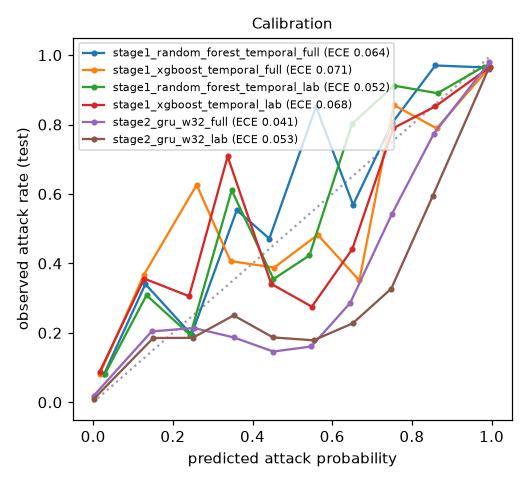 Calibration
stage1_random_forest_temporal_full (ECE 0.064)
stage1_xgboost_temporal_full (ECE 0.071)
stage1_random_forest_temporal_lab (ECE 0.052)
stage1_xgboost_temporal_lab (ECE 0.068)
stage2_gru_w32_full (ECE 0.041)
stage2_gru_w32_lab (ECE 0.053)
observed attack rate (test)
1.0
0.8
0.6
0.4
0.2
0.0
0.0 0.2 0.4 0.6 0.8 1.0
predicted attack probability